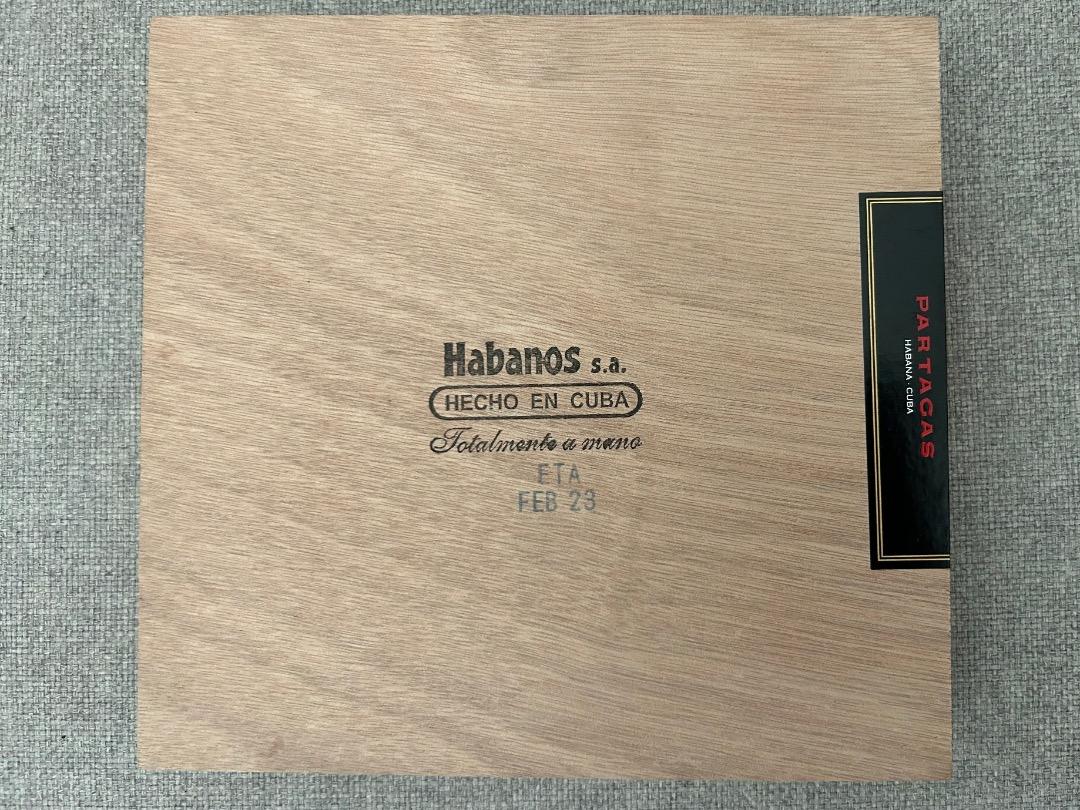 Habanos s.a.
HECHO EN CUBA
Totalmente a mano
ETA
FEB 23
PARTAGAS
HABANA · CUBA